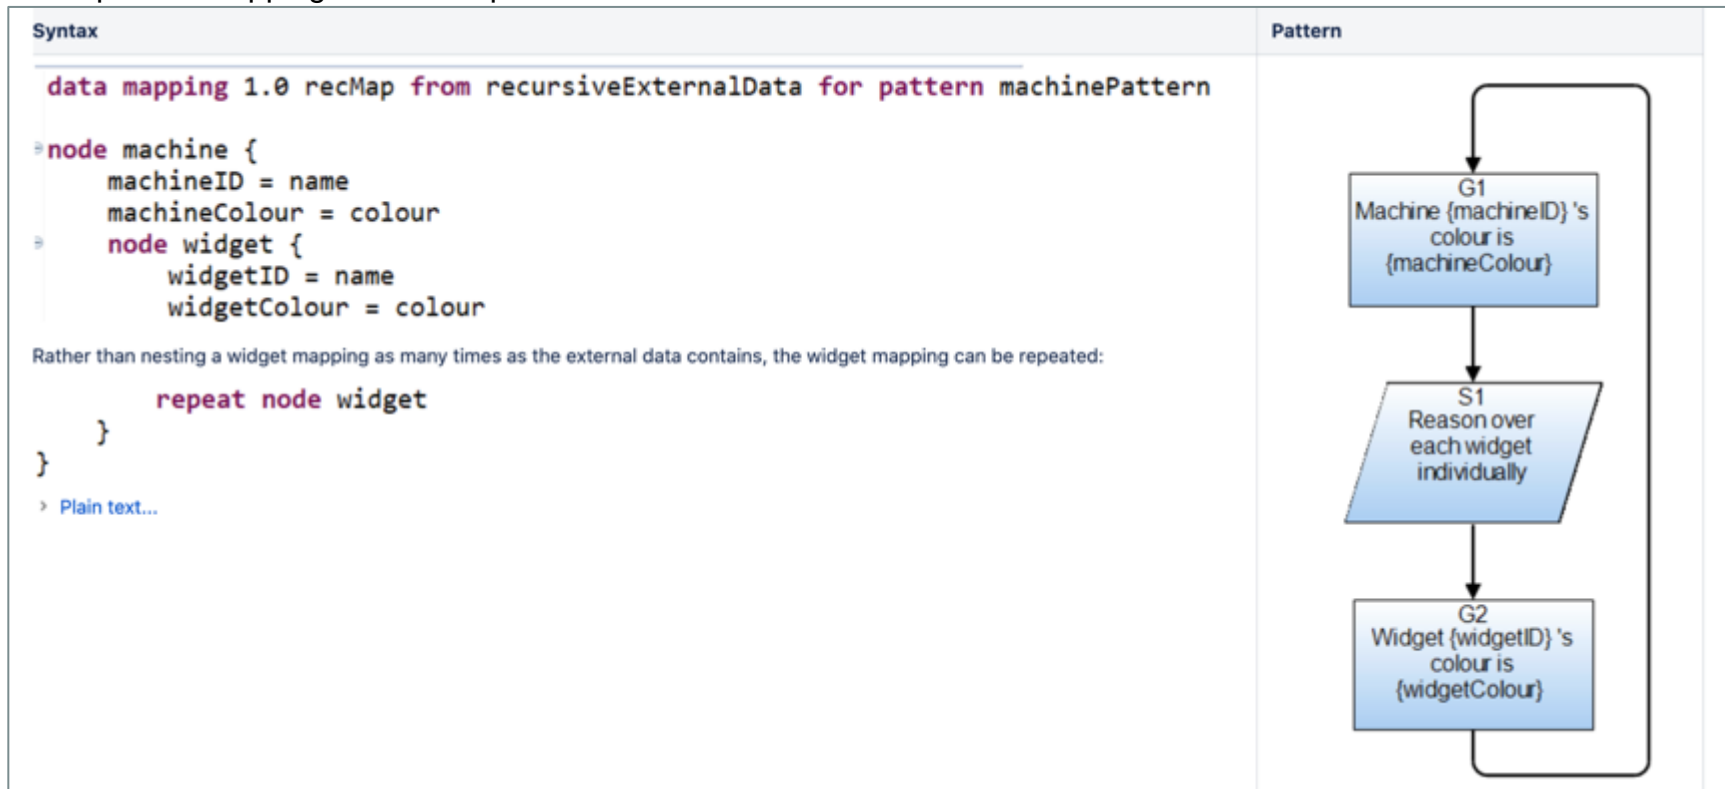 Syntax
Pattern
data mapping 1.0 recMap from recursiveExternalData for pattern machinePattern
node machine {
machineID = name
machineColour = colour
node widget {
widgetID = name
widgetColour = colour
Rather than nesting a widget mapping as many times as the external data contains, the widget mapping can be repeated:
repeat node widget
}
}
> Plain text...
G1
Machine {machineID} 's
colour is
{machineColour}
S1
Reason over
each widget
individually
G2
Widget {widgetID} 's
colour is
{widgetColour}